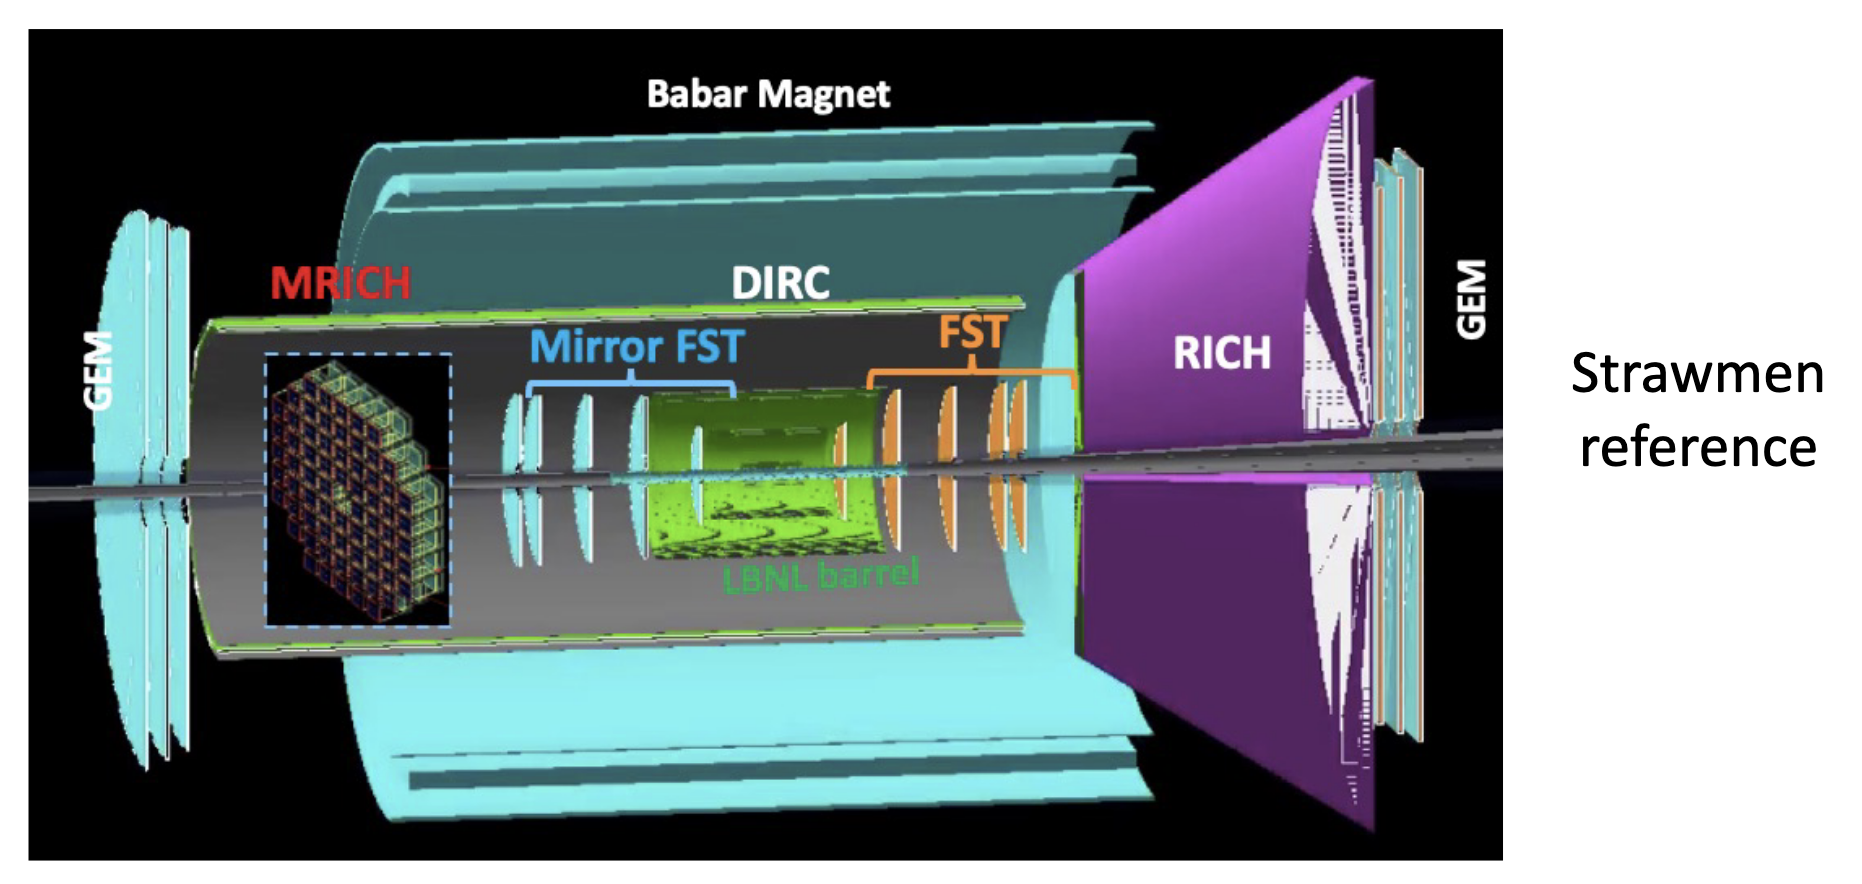 Babar Magnet
MRICH
DIRC
Mirror FST
FST
GEM
RICH
GEM
LBNL barrel
Strawmen
reference